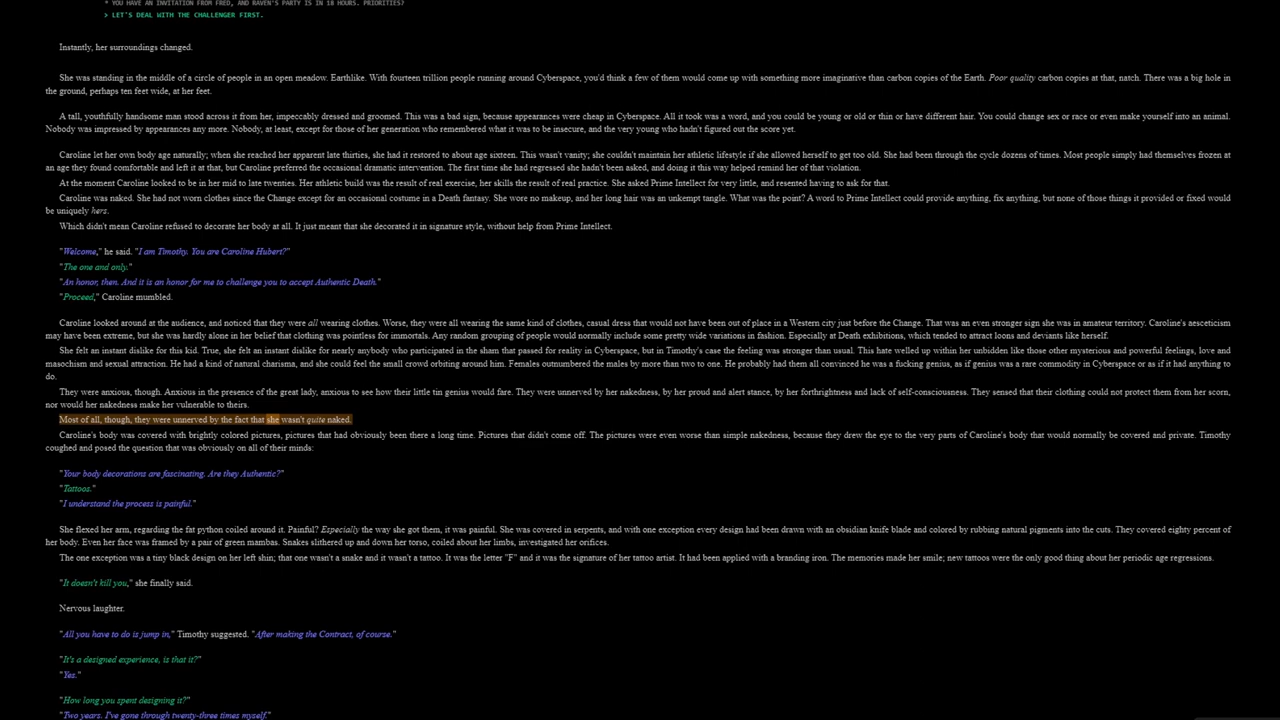 * YOU HAVE AN INVITATION FROM FRED, AND RAVEN'S PARTY IS IN 18 HOURS. PRIORITIES?
> LET'S DEAL WITH THE CHALLENGER FIRST.
Instantly, her surroundings changed.
She was standing in the middle of a circle of people in an open meadow. Earthlike. With fourteen trillion people running around Cyberspace, you'd think a few of them would come up with something more imaginative than carbon copies of the Earth. Poor quality carbon copies at that, natch. There was a big hole in
the ground, perhaps ten feet wide, at her feet.
A tall, youthfully handsome man stood across it from her, impeccably dressed and groomed. This was a bad sign, because appearances were cheap in Cyberspace. All it took was a word, and you could be young or old or thin or have different hair. You could change sex or race or even make yourself into an animal.
Nobody was impressed by appearances any more. Nobody, at least, except for those of her generation who remembered what it was to be insecure, and the very young who hadn't figured out the score yet.
Caroline let her own body age naturally; when she reached her apparent late thirties, she had it restored to about age sixteen. This wasn't vanity; she couldn't maintain her athletic lifestyle if she allowed herself to get too old. She had been through the cycle dozens of times. Most people simply had themselves frozen at
an age they found comfortable and left it at that, but Caroline preferred the occasional dramatic intervention. The first time she had regressed she hadn't been asked, and doing it this way helped remind her of that violation.
At the moment Caroline looked to be in her mid to late twenties. Her athletic build was the result of real exercise, her skills the result of real practice. She asked Prime Intellect for very little, and resented having to ask for that.
Caroline was naked. She had not worn clothes since the Change except for an occasional costume in a Death fantasy. She wore no makeup, and her long hair was an unkempt tangle. What was the point? A word to Prime Intellect could provide anything, fix anything, but none of those things it provided or fixed would
be uniquely hers.
Which didn't mean Caroline refused to decorate her body at all. It just meant that she decorated it in signature style, without help from Prime Intellect.
"Welcome," he said. "I am Timothy. You are Caroline Hubert?"
"The one and only."
"An honor, then. And it is an honor for me to challenge you to accept Authentic Death."
"Proceed," Caroline mumbled.
Caroline looked around at the audience, and noticed that they were all wearing clothes. Worse, they were all wearing the same kind of clothes, casual dress that would not have been out of place in a Western city just before the Change. That was an even stronger sign she was in amateur territory. Caroline's aesceticism
may have been extreme, but she was hardly alone in her belief that clothing was pointless for immortals. Any random grouping of people would normally include some pretty wide variations in fashion. Especially at Death exhibitions, which tended to attract loons and deviants like herself.
She felt an instant dislike for this kid. True, she felt an instant dislike for nearly anybody who participated in the sham that passed for reality in Cyberspace, but in Timothy's case the feeling was stronger than usual. This hate welled up within her unbidden like those other mysterious and powerful feelings, love and
masochism and sexual attraction. He had a kind of natural charisma, and she could feel the small crowd orbiting around him. Females outnumbered the males by more than two to one. He probably had them all convinced he was a fucking genius, as if genius was a rare commodity in Cyberspace or as if it had anything to
do.
They were anxious, though. Anxious in the presence of the great lady, anxious to see how their little tin genius would fare. They were unnerved by her nakedness, by her proud and alert stance, by her forthrightness and lack of self-consciousness. They sensed that their clothing could not protect them from her scorn,
nor would her nakedness make her vulnerable to theirs.
Most of all, though, they were unnerved by the fact that she wasn't quite naked.
Caroline's body was covered with brightly colored pictures, pictures that had obviously been there a long time. Pictures that didn't come off. The pictures were even worse than simple nakedness, because they drew the eye to the very parts of Caroline's body that would normally be covered and private. Timothy
coughed and posed the question that was obviously on all of their minds:
"Your body decorations are fascinating. Are they Authentic?"
"Tattoos."
"I understand the process is painful."
She flexed her arm, regarding the fat python coiled around it. Painful? Especially the way she got them, it was painful. She was covered in serpents, and with one exception every design had been drawn with an obsidian knife blade and colored by rubbing natural pigments into the cuts. They covered eighty percent of
her body. Even her face was framed by a pair of green mambas. Snakes slithered up and down her torso, coiled about her limbs, investigated her orifices.
The one exception was a tiny black design on her left shin; that one wasn't a snake and it wasn't a tattoo. It was the letter "F" and it was the signature of her tattoo artist. It had been applied with a branding iron. The memories made her smile; new tattoos were the only good thing about her periodic age regressions.
"It doesn't kill you," she finally said.
Nervous laughter.
"All you have to do is jump in," Timothy suggested. "After making the Contract, of course."
"It's a designed experience, is that it?"
"Yes."
"How long you spent designing it?"
"Two years. I've gone through twenty-three times myself."